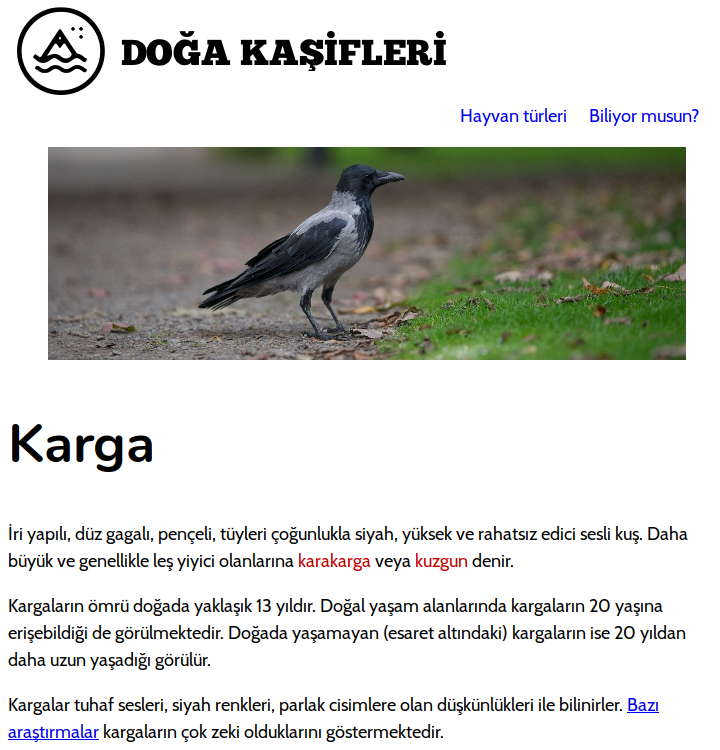 DOĞA KAŞİFLERİ
Hayvan türleri Biliyor musun?
Karga
İri yapılı, düz gagalı, pençeli, tüyleri çoğunlukla siyah, yüksek ve rahatsız edici sesli kuş. Daha
büyük ve genellikle leş yiyici olanlarına karakarga veya kuzgun denir.
Kargaların ömrü doğada yaklaşık 13 yıldır. Doğal yaşam alanlarında kargaların 20 yaşına
erişebildiği de görülmektedir. Doğada yaşamayan (esaret altındaki) kargaların ise 20 yıldan
daha uzun yaşadığı görülür.
Kargalar tuhaf sesleri, siyah renkleri, parlak cisimlere olan düşkünlükleri ile bilinirler. Bazı
araştırmalar kargaların çok zeki olduklarını göstermektedir.